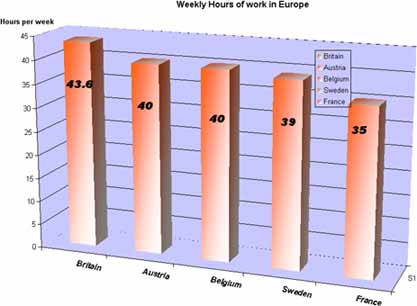 Weekly Hours of work in Europe
Hours per week
45
40
35
30
25
20
15
10
5
0
43.6
40
40
39
35
Britain
Austria
Belgium
Sweden
France
Britain
Austria
Belgium
Sweden
France
S1